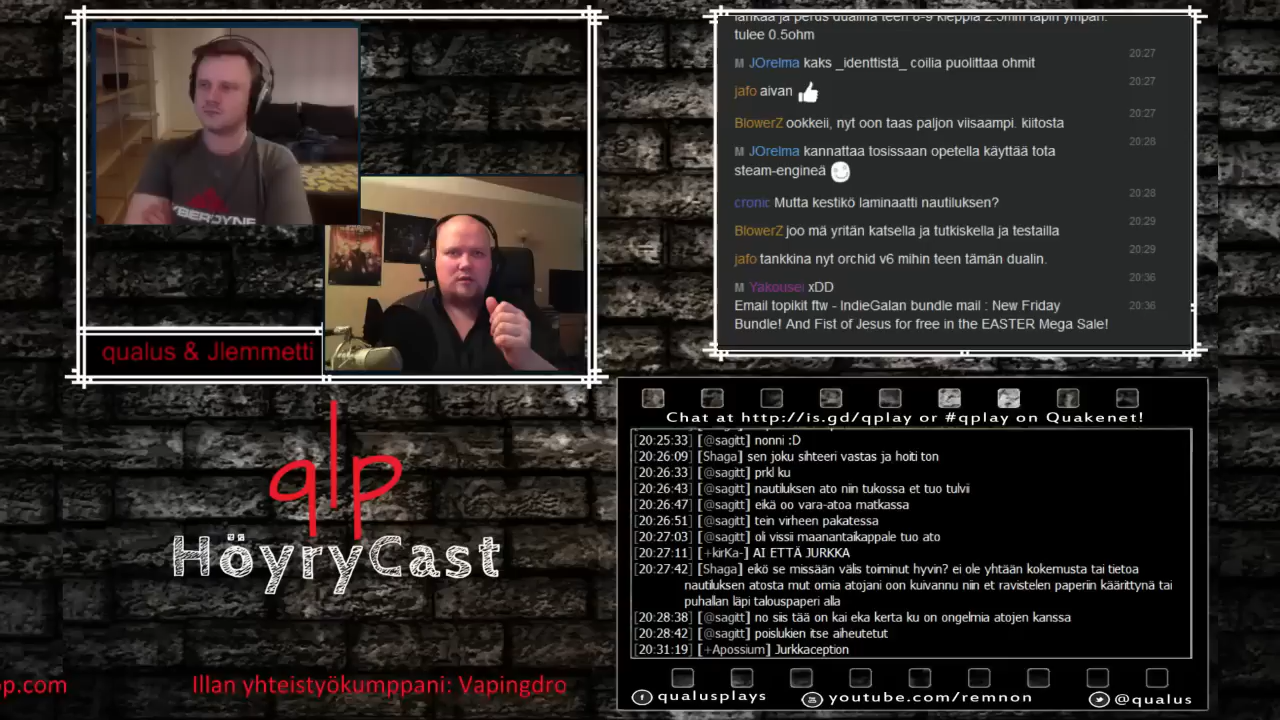 CYBERDYNE
qualus & Jlemmetti
tulee 0.5ohm
M JOrelma kaks _identtistä_ coilia puolittaa ohmit 20:27
jafo aivan 20:27
BlowerZ ookkeii, nyt oon taas paljon viisaampi. kiitosta 20:27
M JOrelma kannattaa tosissaan opetella käyttää tota 20:28
steam-engineä
cronic Mutta kestikö laminaatti nautiluksen? 20:28
BlowerZ joo mä yritän katsella ja tutkiskella ja testailla 20:29
jafo tankkina nyt orchid v6 mihin teen tämän dualin. 20:29
M Yakousei xDD 20:36
Email topikit ftw - IndieGalan bundle mail : New Friday 20:36
Bundle! And Fist of Jesus for free in the EASTER Mega Sale!
qlp
HöyryCast
Chat at http://is.gd/qplay or #qplay on Quakenet!
[20:25:33] [@sagitt] nonni :D
[20:26:09] [Shaga] sen joku sihteeri vastas ja hoiti ton
[20:26:33] [@sagitt] prkl ku
[20:26:43] [@sagitt] nautiluksen ato niin tukossa et tuo tulvii
[20:26:47] [@sagitt] eikä oo vara-atoa matkassa
[20:26:51] [@sagitt] tein virheen pakatessa
[20:27:03] [@sagitt] oli vissii maanantaikappale tuo ato
[20:27:11] [+kirKa-] AI ETTÄ JURKKA
[20:27:42] [Shaga] eikö se missään välis toiminut hyvin? ei ole yhtään kokemusta tai tietoa
nautiluksen atosta mut omia atojani oon kuivannu niin et ravistelen paperiin käärittynä tai
puhallan läpi talouspaperi alla
[20:28:38] [@sagitt] no siis tää on kai eka kerta ku on ongelmia atojen kanssa
[20:28:42] [@sagitt] poislukien itse aiheutetut
[20:31:19] [+Apossium] Jurkkaception
qualusplays youtube.com/remnon @qualus
op.com Illan yhteistyökumppani: Vapingdro